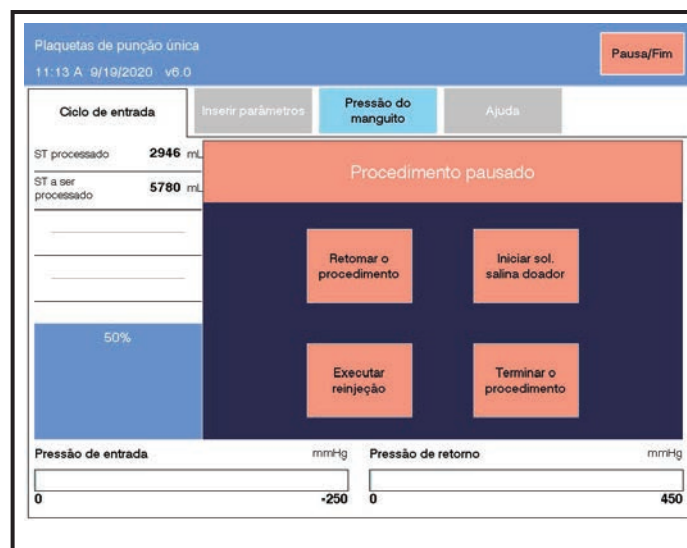 Plaquetas de punção única
11:13 A 9/19/2020 v6.0
Pausa/Fim
Ciclo de entrada
Inserir parâmetros
Pressão do
manguito
Ajuda
ST processado 2946 mL
ST a ser
processado 5780 mL
Procedimento pausado
Retomar o
procedimento
Iniciar sol.
salina doador
50%
Executar
reinjeção
Terminar o
procedimento
Pressão de entrada mmHg
Pressão de retorno mmHg
0 -250
0 450